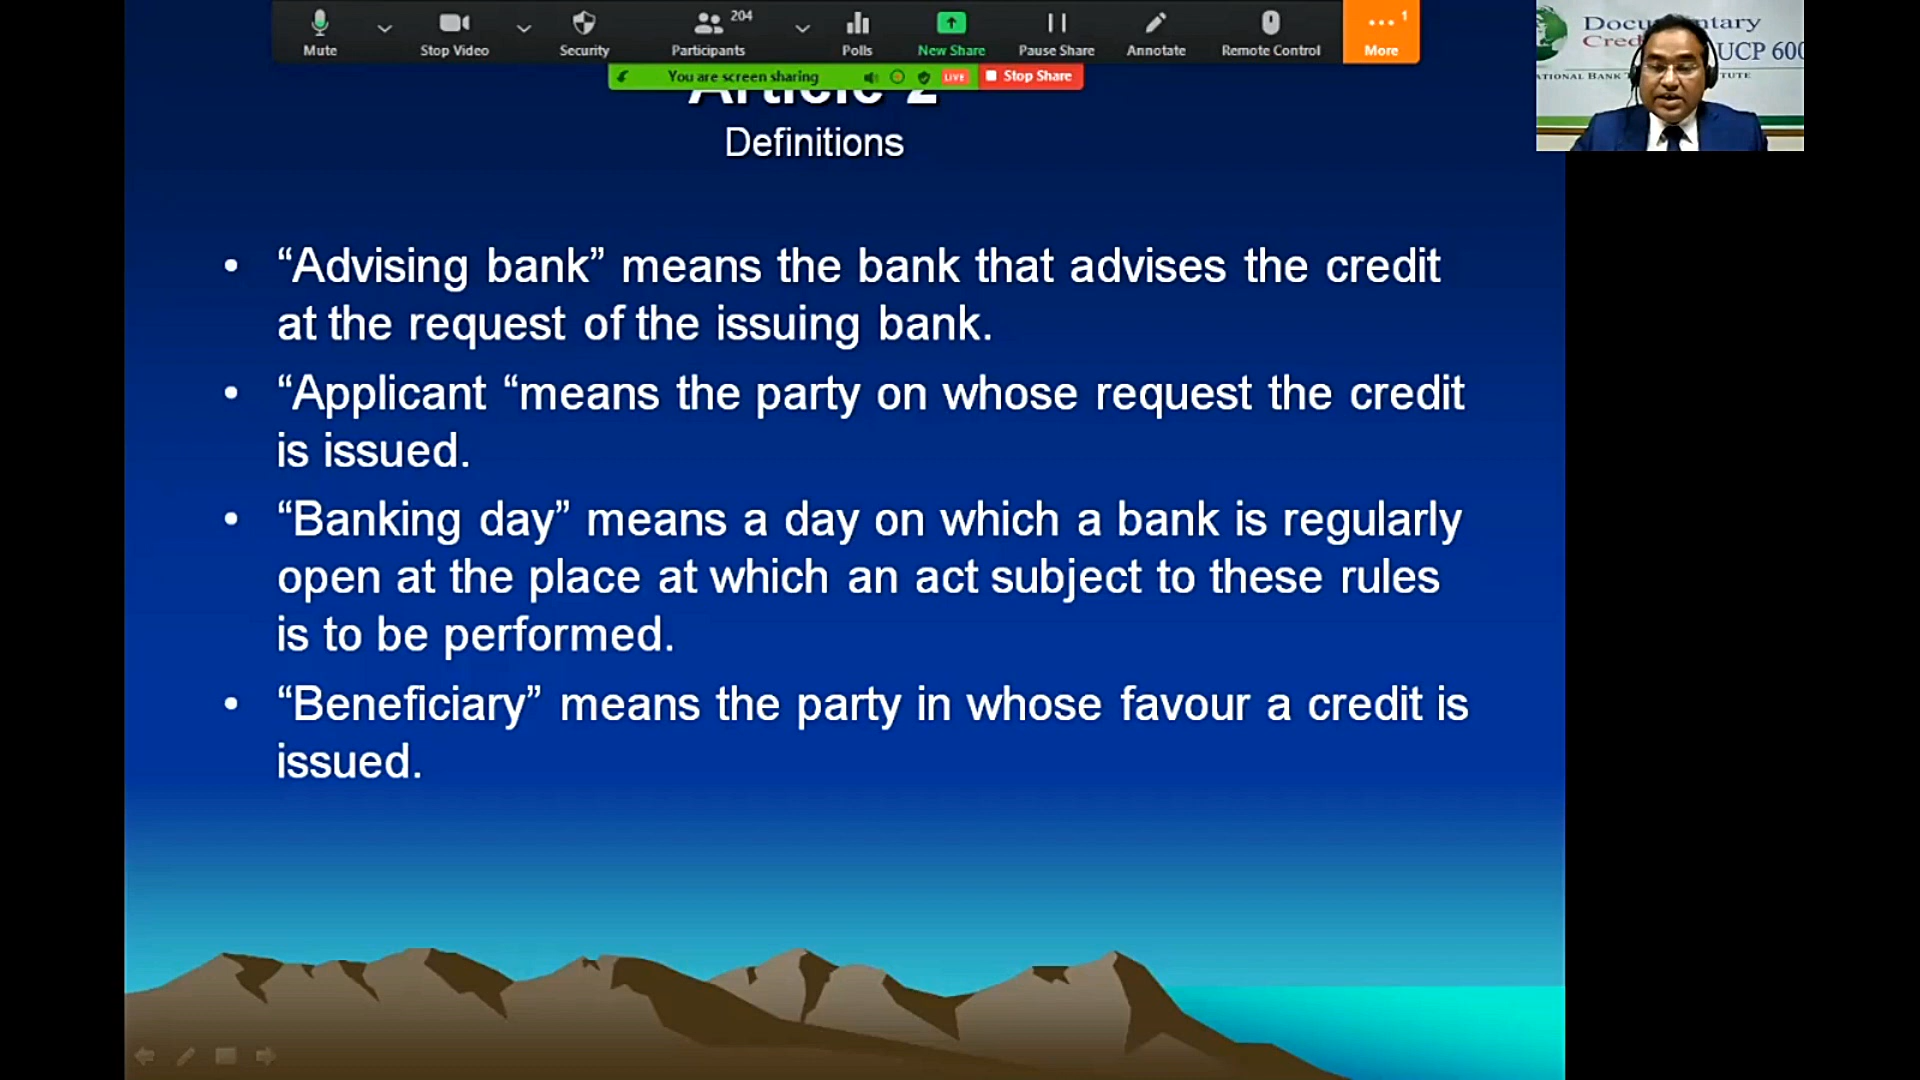 Mute
Stop Video
Security
Participants
204
Polls
New Share
Pause Share
Annotate
Remote Control
More
1
You are screen sharing
LIVE
Stop Share
Article 2
Definitions
• “Advising bank” means the bank that advises the credit
at the request of the issuing bank.
• “Applicant “means the party on whose request the credit
is issued.
• “Banking day” means a day on which a bank is regularly
open at the place at which an act subject to these rules
is to be performed.
• “Beneficiary” means the party in whose favour a credit is
issued.
UCP 600